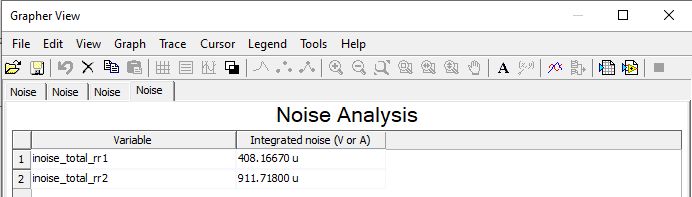 Grapher View
File Edit View Graph Trace Cursor Legend Tools Help
A
Noise Noise Noise Noise
Noise Analysis
Variable Integrated noise (V or A)
1 inoise_total_rr1 408.16670 u
2 inoise_total_rr2 911.71800 u